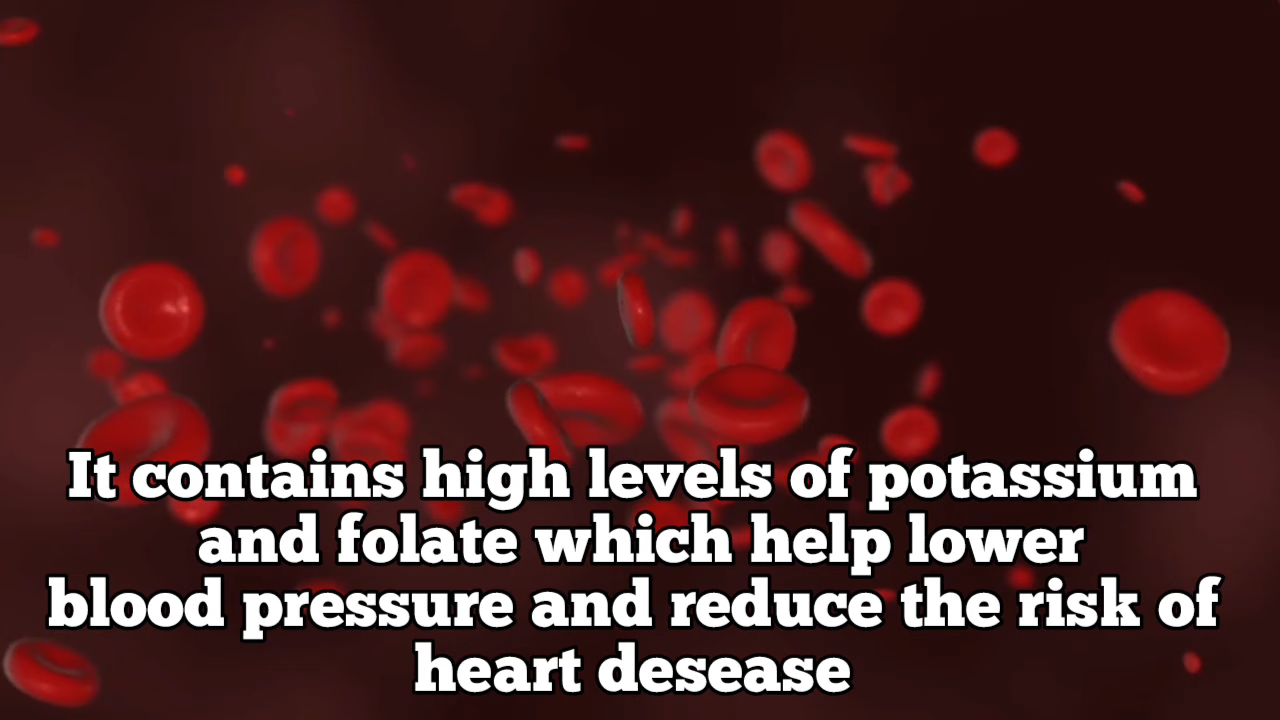 It contains high levels of potassium
and folate which help lower
blood pressure and reduce the risk of
heart desease